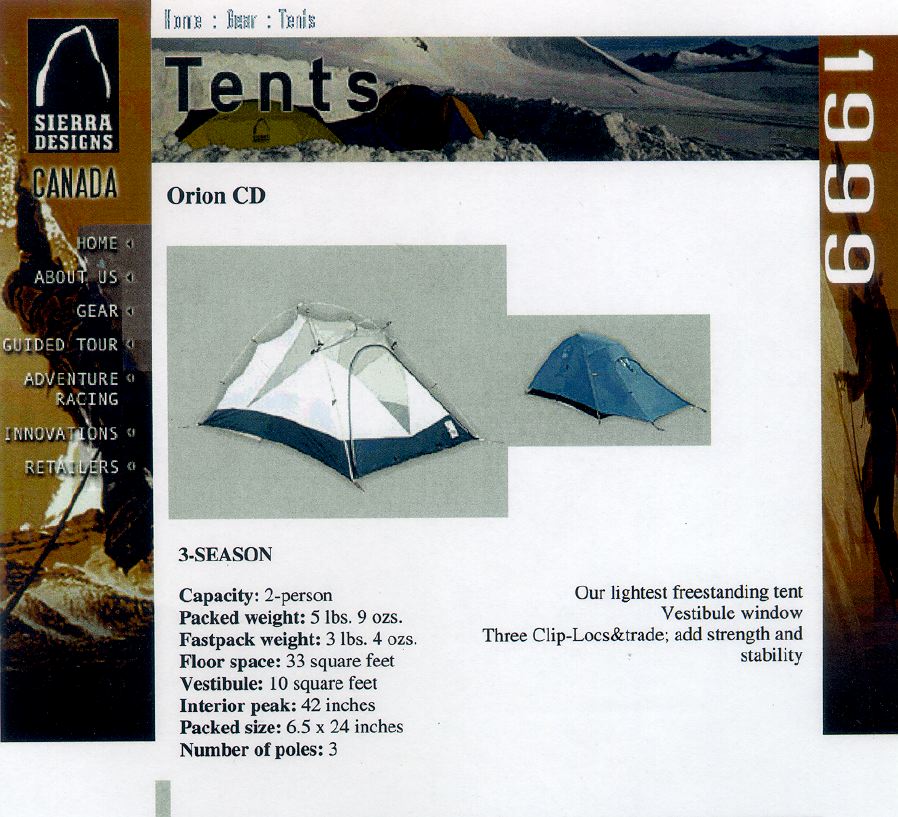 Home : Gear : Tents
SIERRA
DESIGNS
CANADA
Tents
1999
HOME
ABOUT US
GEAR
GUIDED TOUR
ADVENTURE
RACING
INNOVATIONS
RETAILERS
Orion CD
3-SEASON
Capacity: 2-person
Packed weight: 5 lbs. 9 ozs.
Fastpack weight: 3 lbs. 4 ozs.
Floor space: 33 square feet
Vestibule: 10 square feet
Interior peak: 42 inches
Packed size: 6.5 x 24 inches
Number of poles: 3
Our lightest freestanding tent
Vestibule window
Three Clip-Locs&trade; add strength and
stability